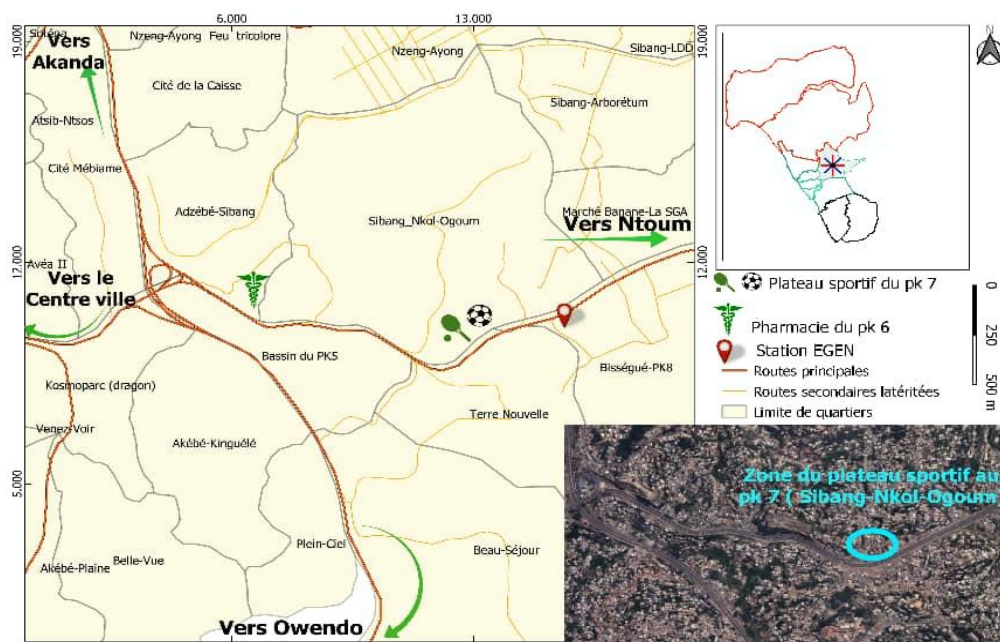 6.000
13.000
19.000
19.000
Vers
Akanda
Nzeng-Ayong Feu tricolore
Nzeng-Ayong
Sibang-LDD
Cité de la Caisse
Sibang-Arborétum
Atsib-Ntsos
Cité Mébiame
Adzébé-Sibang
Sibang_Nkol-Ogoum
Marché Banane-La SGA
Vers Ntoum
12.000
12.000
Avéa II
Vers le
Centre ville
Bassin du PK5
Kosmoparc (dragon)
Bisségué-PK8
Venez-Voir
Akébé-Kinguélé
Terre Nouvelle
5.000
Plein-Ciel
Beau-Séjour
Belle-Vue
Akébé-Plaine
Vers Owendo
Plateau sportif du pk 7
Pharmacie du pk 6
Station EGEN
Routes principales
Routes secondaires latéritées
Limite de quartiers
0
250
500 m
Zone du plateau sportif au
pk 7 ( Sibang-Nkol-Ogoum